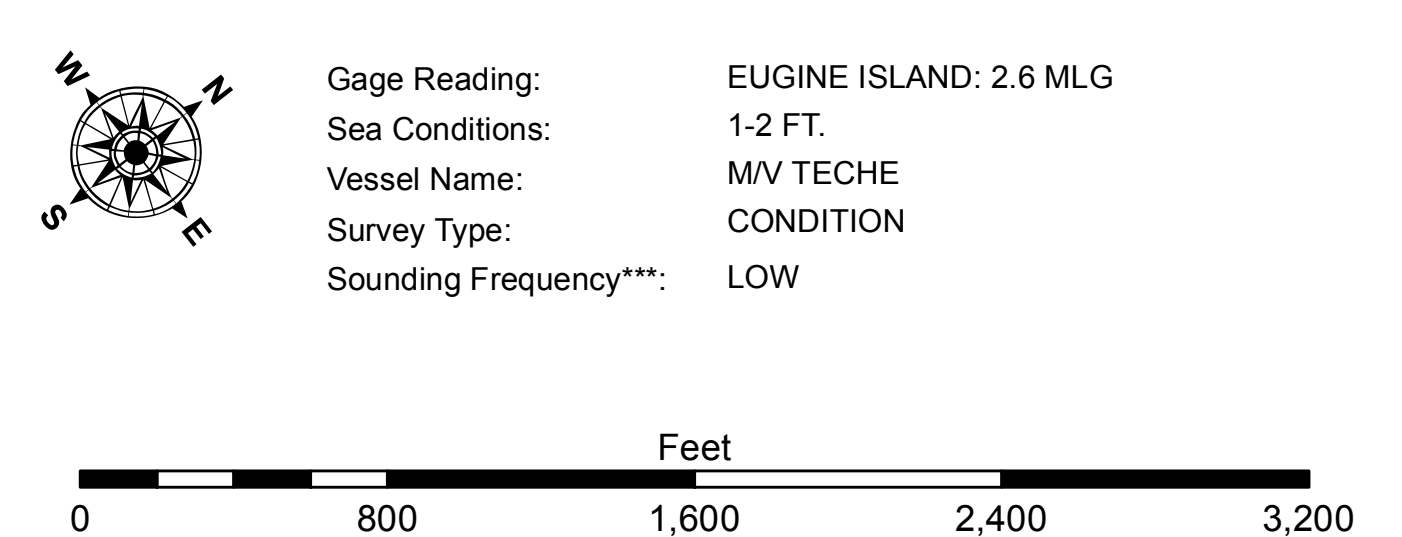 W
N
S
E
Gage Reading: EUGINE ISLAND: 2.6 MLG
Sea Conditions: 1-2 FT.
Vessel Name: M/V TECHE
Survey Type: CONDITION
Sounding Frequency***: LOW
Feet
0 800 1,600 2,400 3,200